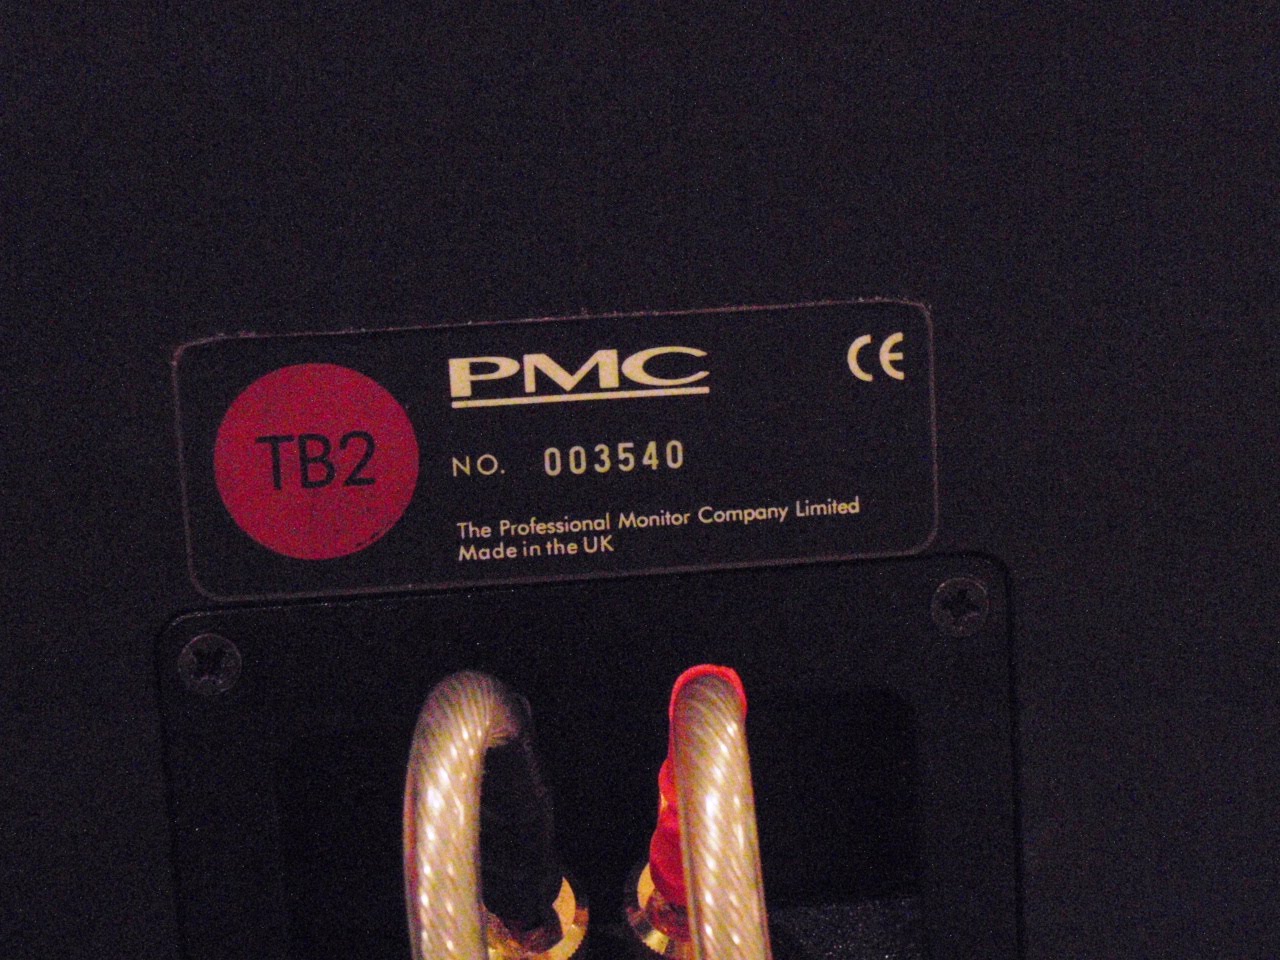 PMC
CE
TB2
NO. 003540
The Professional Monitor Company Limited
Made in the UK